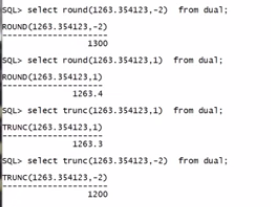 SQL> select round(1263.354123,-2)  from dual;
ROUND(1263.354123,-2)
---------------------
1300
SQL> select round(1263.354123,1)  from dual;
ROUND(1263.354123,1)
--------------------
1263.4
SQL> select trunc(1263.354123,1)  from dual;
TRUNC(1263.354123,1)
--------------------
1263.3
SQL> select trunc(1263.354123,-2)  from dual;
TRUNC(1263.354123,-2)
---------------------
1200